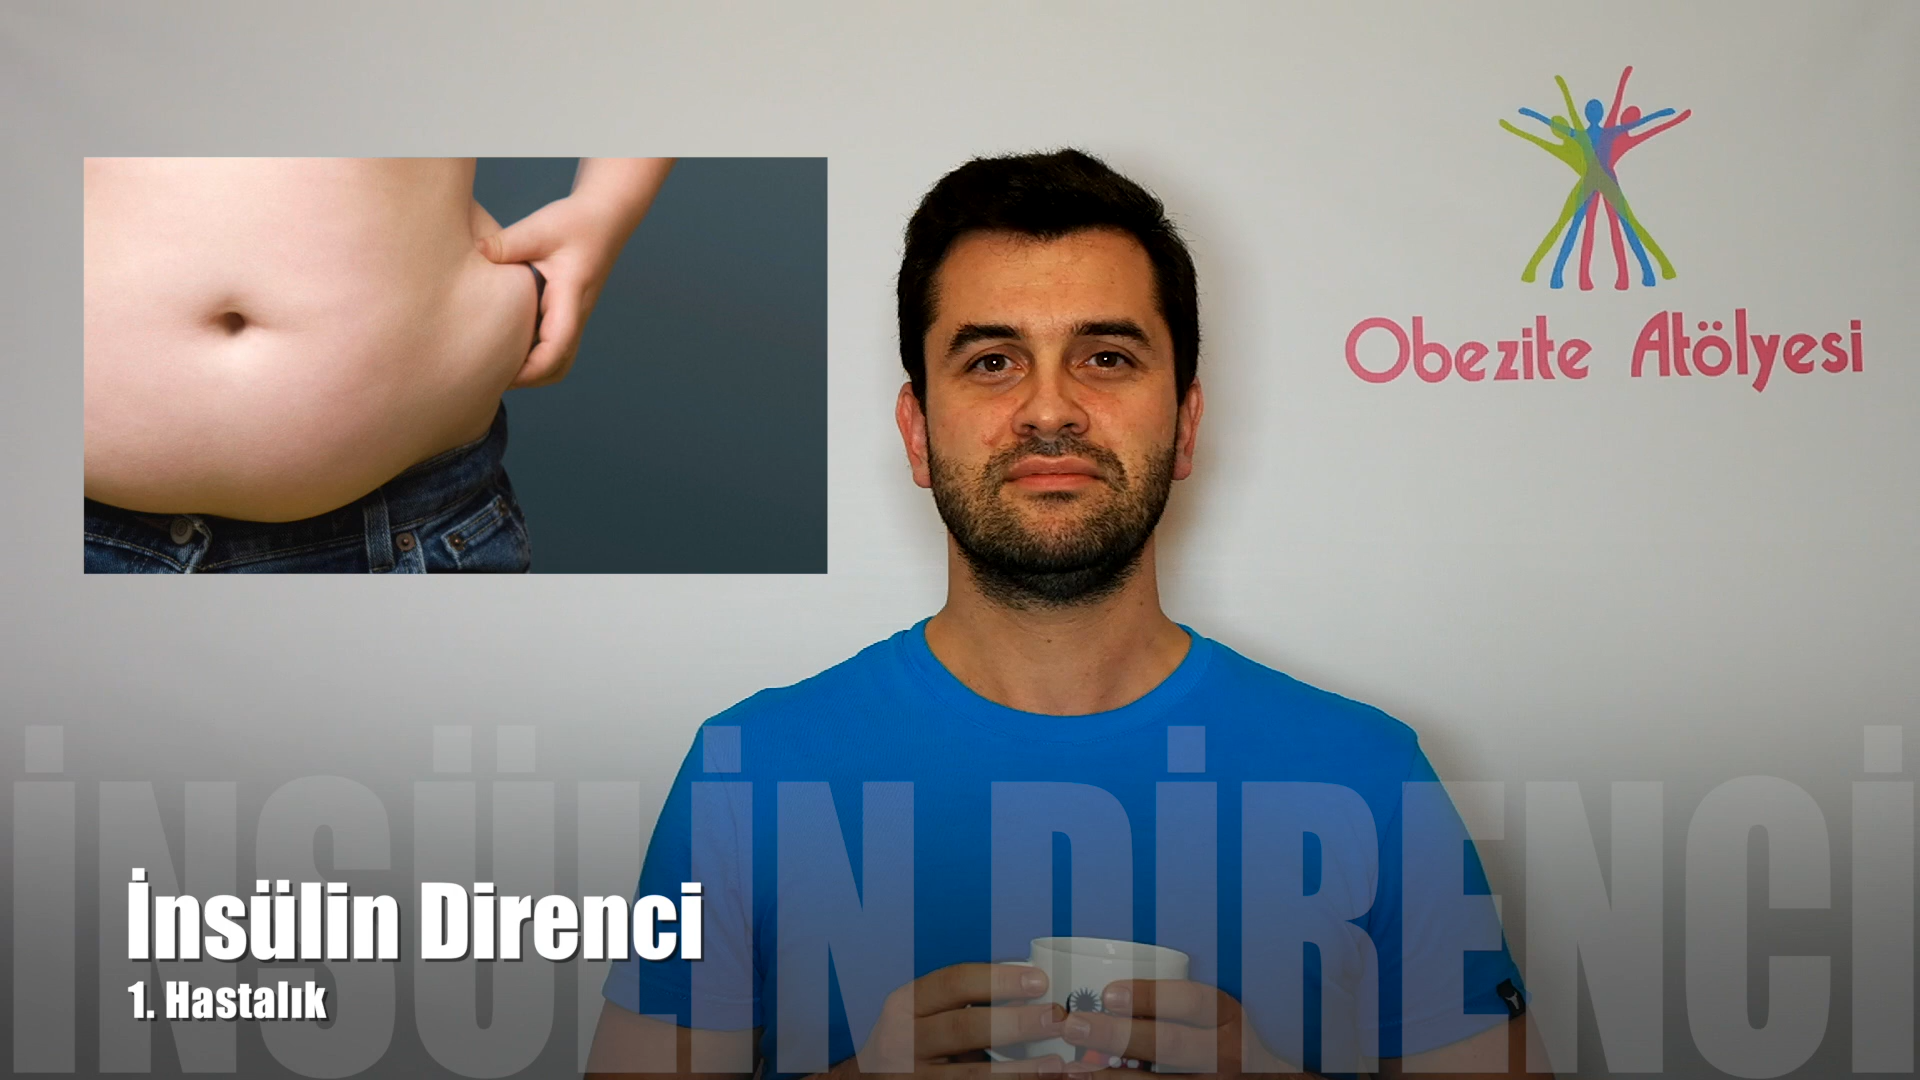 Obezite Atölyesi
İNSÜLİN DİRENCİ
İnsülin Direnci
1. Hastalık